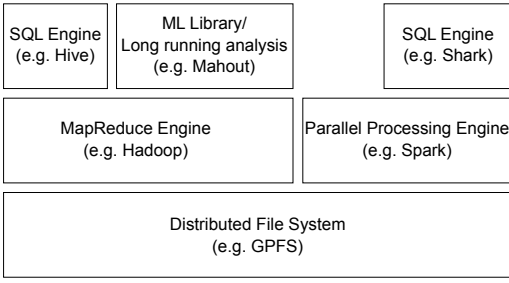 SQL Engine
(e.g. Hive)
ML Library/
Long running analysis
(e.g. Mahout)
SQL Engine
(e.g. Shark)
MapReduce Engine
(e.g. Hadoop)
Parallel Processing Engine
(e.g. Spark)
Distributed File System
(e.g. GPFS)